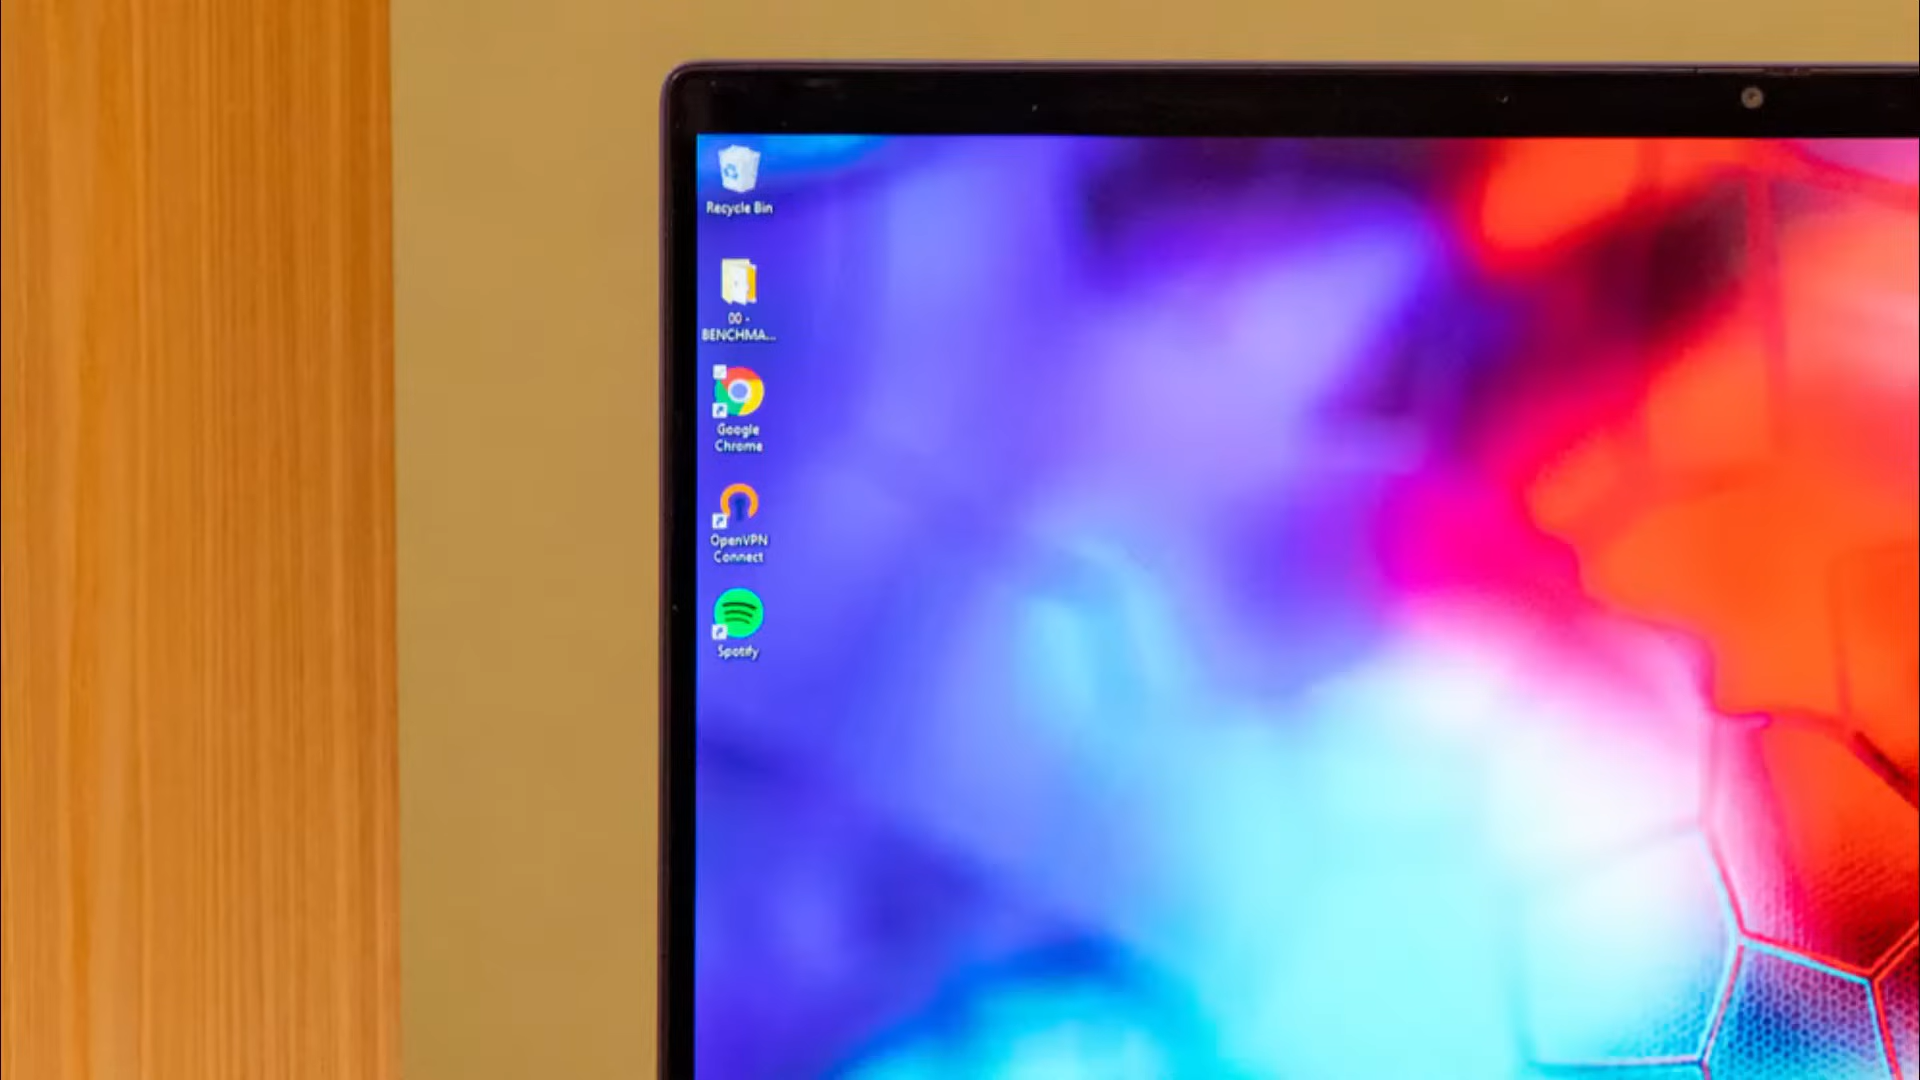 Recycle Bin
00 -
BENCHMA...
Google
Chrome
OpenVPN
Connect
Spotify